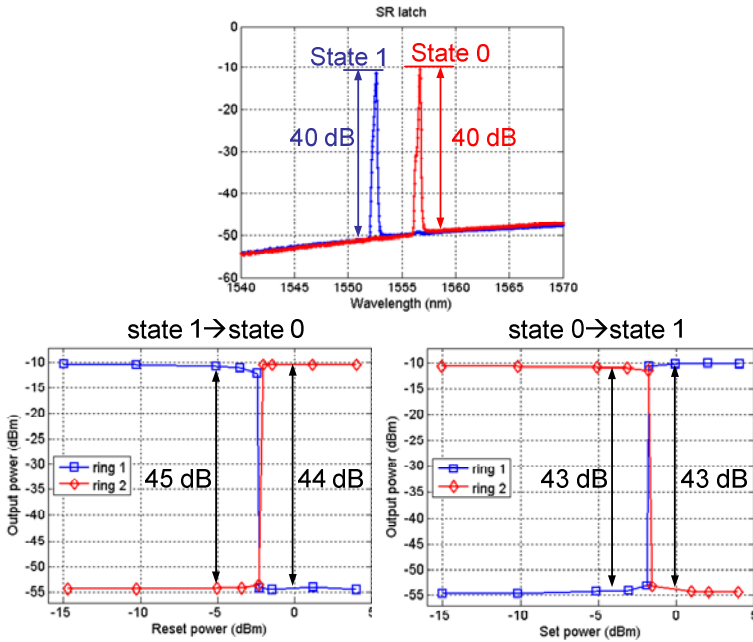 SR latch
State 1
State 0
40 dB
40 dB
0
-10
-20
-30
-40
-50
-60
1540
1545
1550
1555
1560
1565
1570
Wavelength (nm)
state 1→state 0
Output power (dBm)
-10
-15
-20
-25
-30
-35
-40
-45
-50
-55
ring 1
ring 2
45 dB
44 dB
-15
-10
-5
0
5
Reset power (dBm)
state 0→state 1
Output power (dBm)
-10
-15
-20
-25
-30
-35
-40
-45
-50
-55
ring 1
ring 2
43 dB
43 dB
-15
-10
-5
0
5
Set power (dBm)